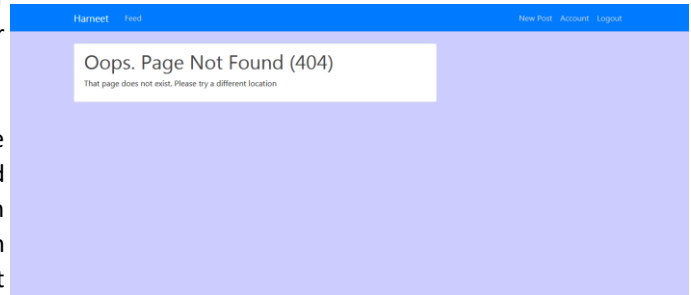 Harneet Feed New Post Account Logout
Oops. Page Not Found (404)
That page does not exist. Please try a different location